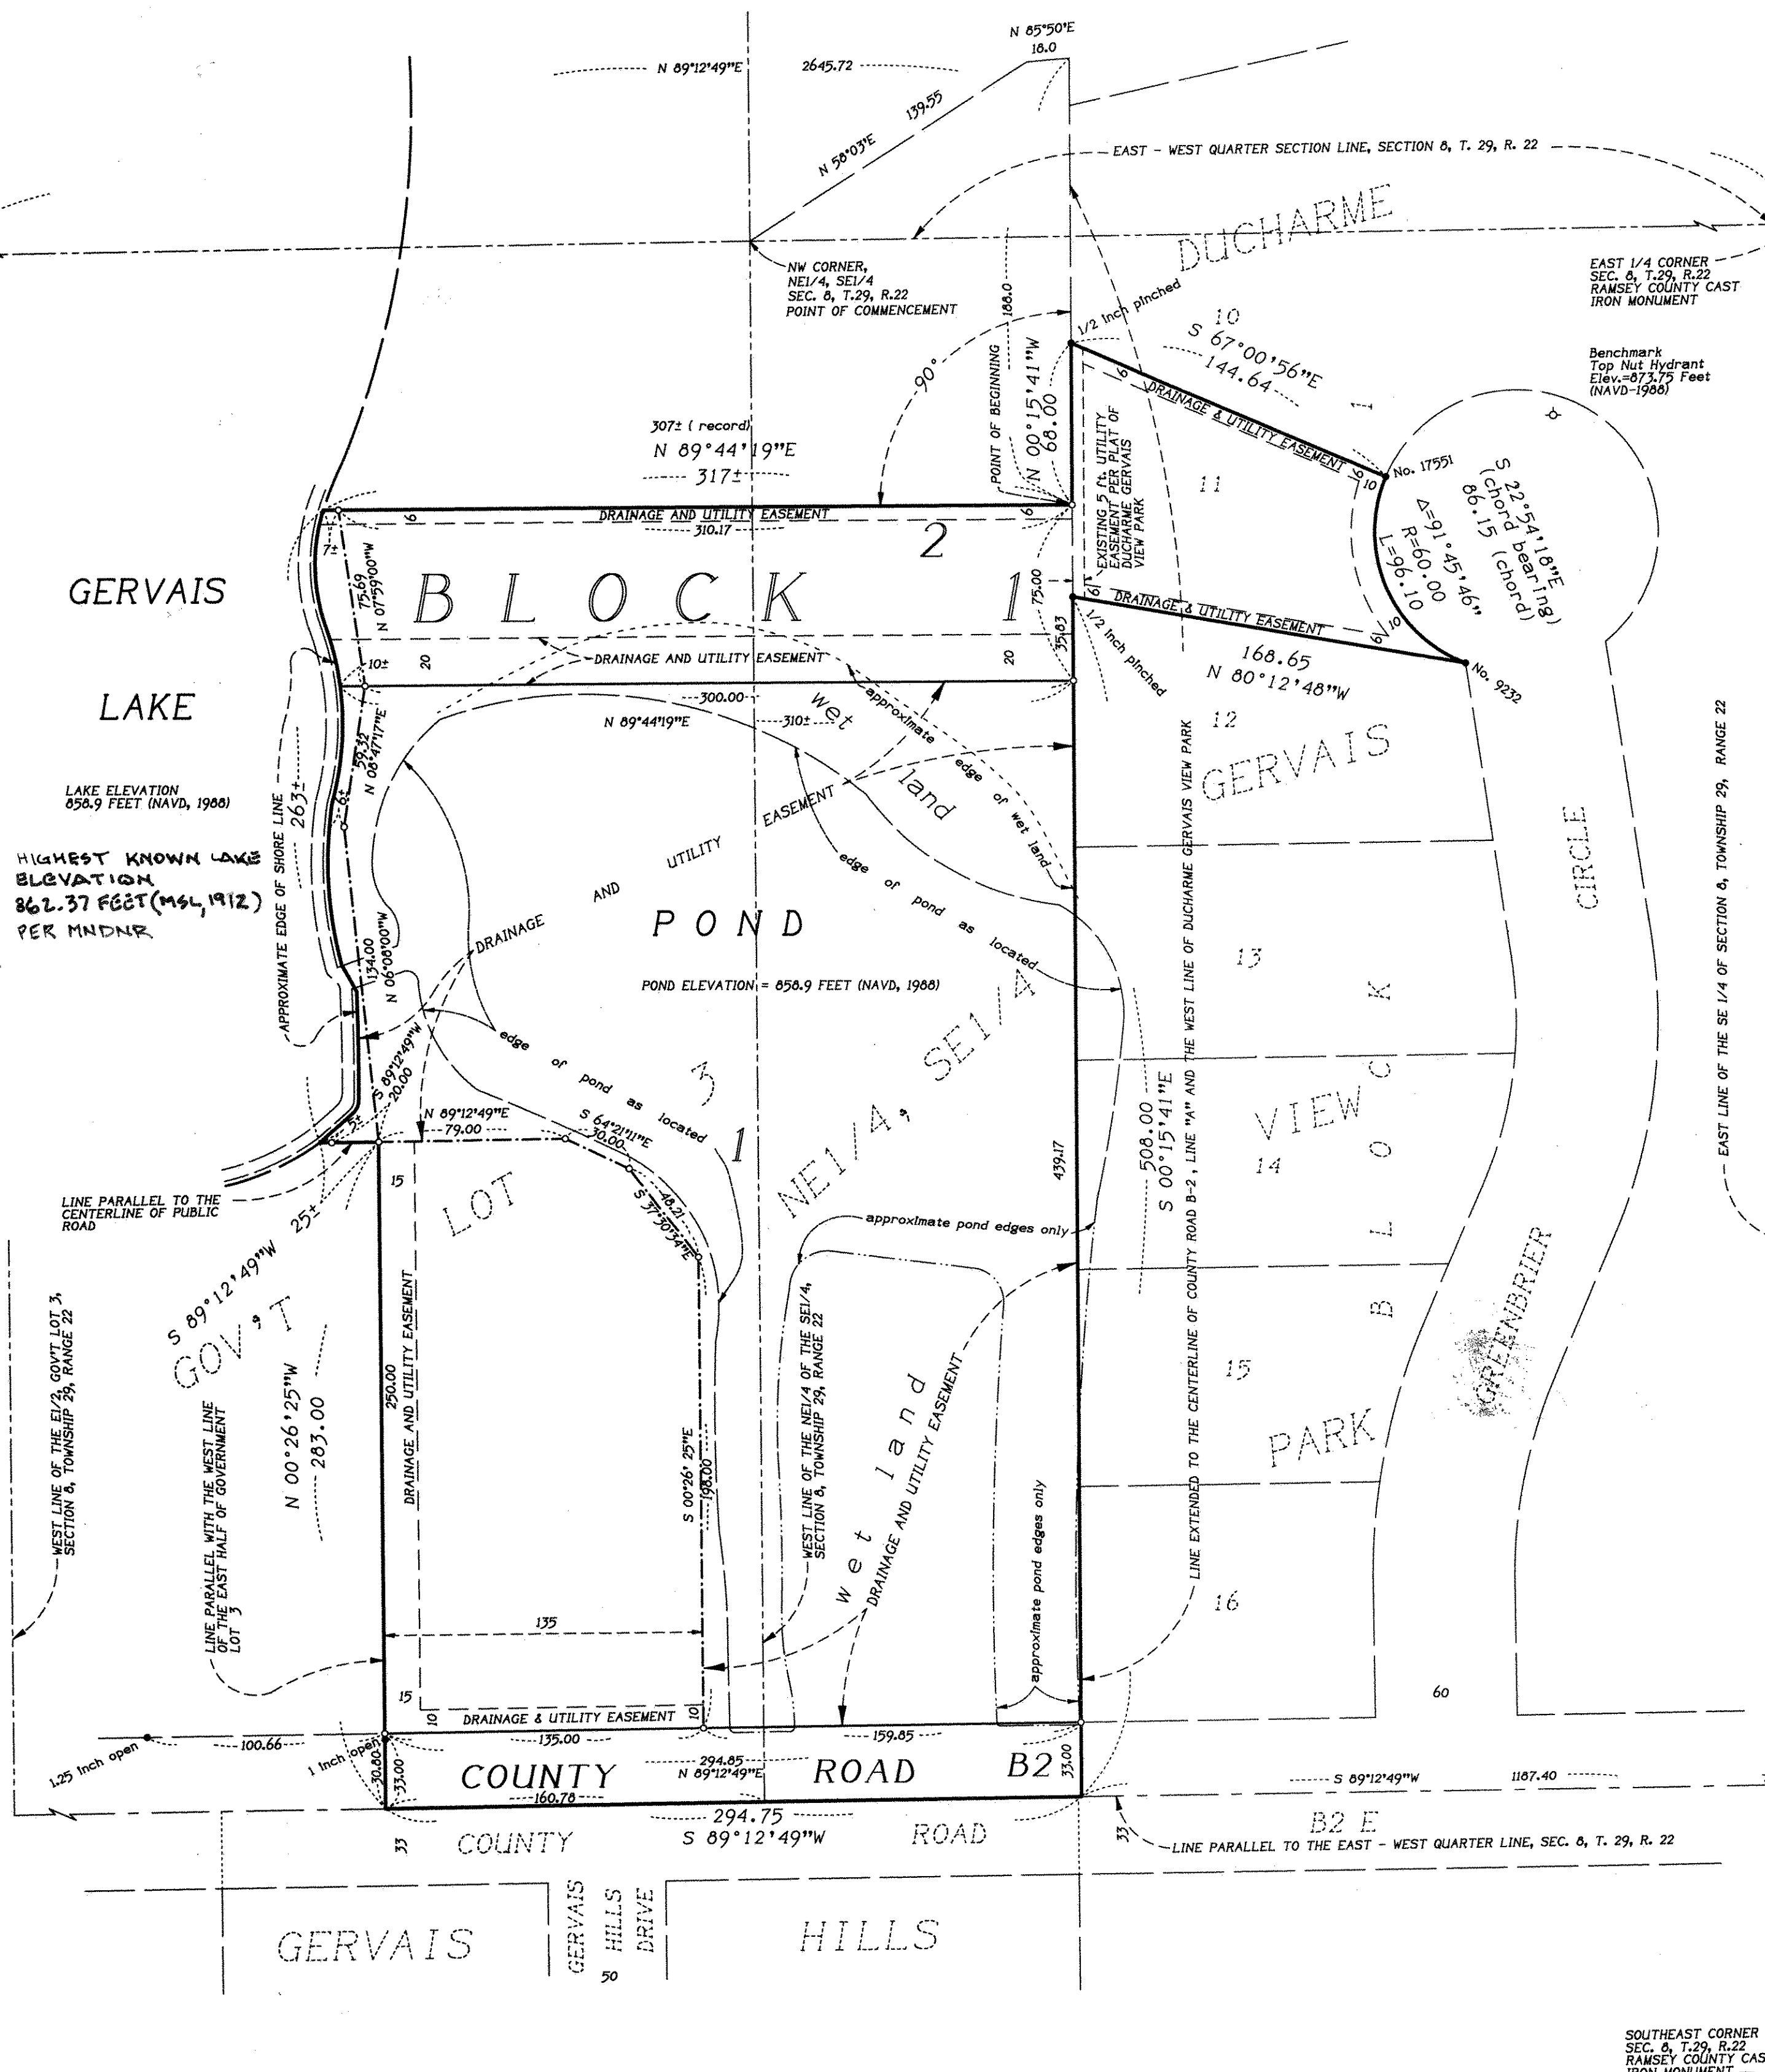 N 85°50'E
18.0
N 89°12'49"E 2645.72
139.55
N 58°03'E
EAST - WEST QUARTER SECTION LINE, SECTION 8, T. 29, R. 22
DUCHARME
NW CORNER,
NE1/4, SE1/4
SEC. 8, T.29, R.22
POINT OF COMMENCEMENT
EAST 1/4 CORNER
SEC. 8, T.29, R.22
RAMSEY COUNTY CAST
IRON MONUMENT
188.0
1/2 inch pinched
10
S 67°00'56"E
144.64
Benchmark
Top Nut Hydrant
Elev.=873.75 Feet
(NAVD-1988)
90°
POINT OF BEGINNING
N 00°15'41"W
68.00
6
DRAINAGE & UTILITY EASEMENT
1
307± ( record)
N 89°44'19"E
317±
EXISTING 5 ft. UTILITY
EASEMENT PER PLAT OF
DUCHARME GERVAIS
VIEW PARK
11
6
10
No. 17551
S 22°54'18"E
(chord bearing)
86.15 (chord)
Δ=91°45'46"
R=60.00
L=96.10
6
DRAINAGE AND UTILITY EASEMENT
310.17
6
2
7±
75.69
N 07°59'00"W
GERVAIS
BLOCK 1
75.00
6
DRAINAGE & UTILITY EASEMENT
10
6
35.83
1/2 inch pinched
168.65
N 80°12'48"W
No. 9232
10±
20
DRAINAGE AND UTILITY EASEMENT
20
LAKE
300.00
N 89°44'19"E
310±
wet
land
approximate edge of wet land
12
GERVAIS
59.32
N 08°47'17"E
LAKE ELEVATION
858.9 FEET (NAVD, 1988)
263±
6±
APPROXIMATE EDGE OF SHORE LINE
HIGHEST KNOWN LAKE
ELEVATION
862.37 FEET (MSL, 1912)
PER MNDNR
DRAINAGE AND UTILITY EASEMENT
edge of pond as located
POND
POND ELEVATION = 858.9 FEET (NAVD, 1988)
134.00
N 06°08'00"W
13
CIRCLE
EAST LINE OF THE SE 1/4 OF SECTION 8, TOWNSHIP 29, RANGE 22
LINE EXTENDED TO THE CENTERLINE OF COUNTY ROAD B-2, LINE "A" AND THE WEST LINE OF DUCHARME GERVAIS VIEW PARK
S 89°12'49"W
20.00
5±
edge of pond as located
N 89°12'49"E
79.00
S 64°21'11"E
30.00
3
1
NE1/4, SE1/4
VIEW
BLOCK
14
508.00
S 00°15'41"E
439.17
48.21
S 37°30'34"E
15
LOT
LINE PARALLEL TO THE
CENTERLINE OF PUBLIC
ROAD
S 89°12'49"W 25±
approximate pond edges only
GOV'T
WEST LINE OF THE E1/2, GOV'T LOT 3,
SECTION 8, TOWNSHIP 29, RANGE 22
N 00°26'25"W
283.00
LINE PARALLEL WITH THE WEST LINE
OF THE EAST HALF OF GOVERNMENT
LOT 3
250.00
DRAINAGE AND UTILITY EASEMENT
S 00°26'25"E
198.00
WEST LINE OF THE NE1/4 OF THE SE1/4,
SECTION 8, TOWNSHIP 29, RANGE 22
wet land
DRAINAGE AND UTILITY EASEMENT
approximate pond edges only
15
PARK
GREENBRIER
16
135
60
15
10
DRAINAGE & UTILITY EASEMENT
10
1.25 inch open
100.66
1 inch open
135.00
159.85
30.80
33.00
COUNTY ROAD B2
294.85
N 89°12'49"E
33.00
S 89°12'49"W 1187.40
160.78
294.75
S 89°12'49"W
33
COUNTY ROAD
33
B2 E
LINE PARALLEL TO THE EAST - WEST QUARTER LINE, SEC. 8, T. 29, R. 22
GERVAIS
GERVAIS
HILLS
DRIVE
50
HILLS
SOUTHEAST CORNER
SEC. 8, T.29, R.22
RAMSEY COUNTY CAS
IRON MONUMENT